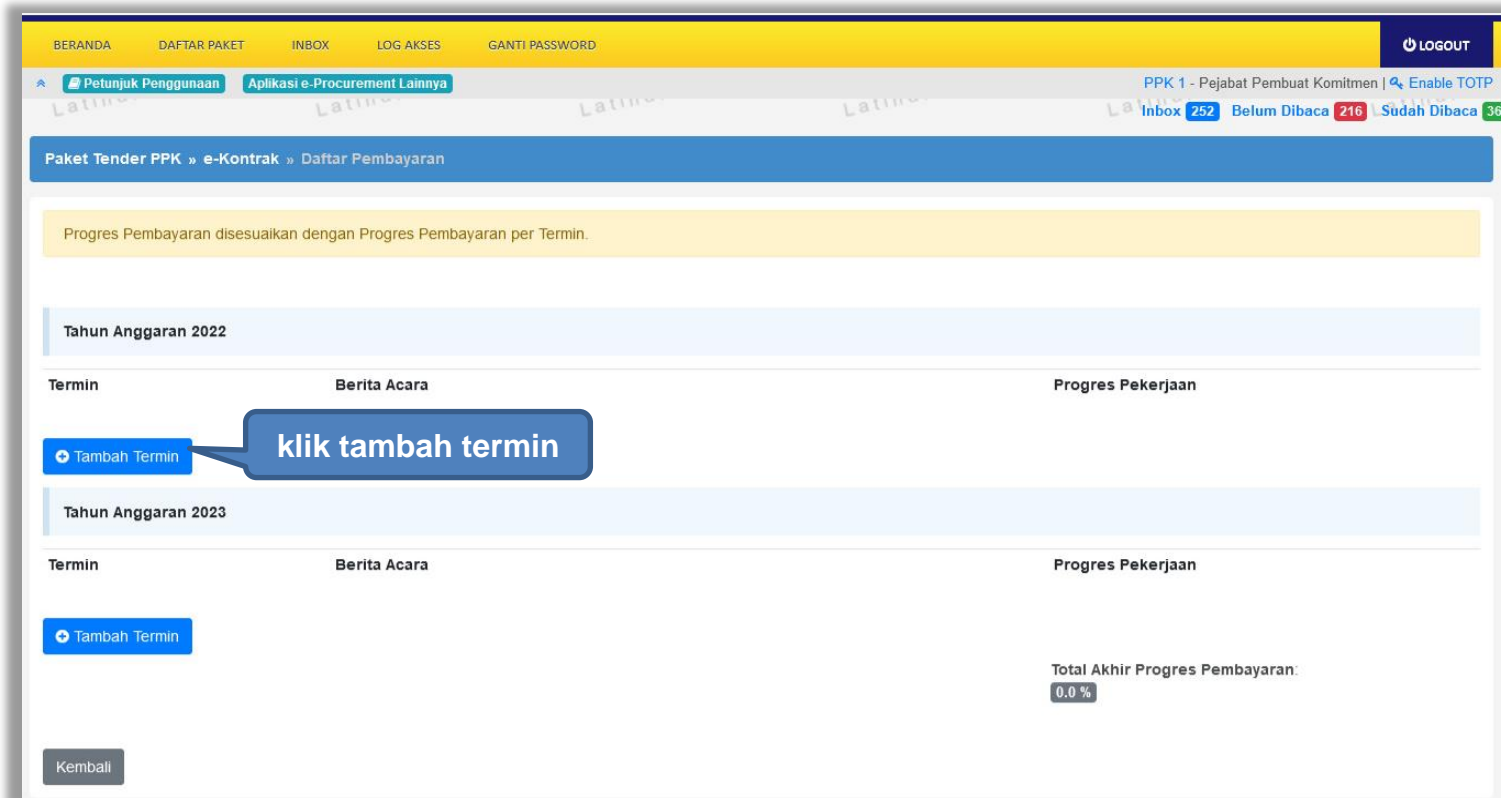 BERANDA DAFTAR PAKET INBOX LOG AKSES GANTI PASSWORD LOGOUT
Petunjuk Penggunaan Aplikasi e-Procurement Lainnya PPK 1 - Pejabat Pembuat Komitmen | Enable TOTP
Inbox 252 Belum Dibaca 216 Sudah Dibaca 36
Paket Tender PPK » e-Kontrak » Daftar Pembayaran
Progres Pembayaran disesuaikan dengan Progres Pembayaran per Termin.
Tahun Anggaran 2022
Termin Berita Acara Progres Pekerjaan
Tambah Termin klik tambah termin
Tahun Anggaran 2023
Termin Berita Acara Progres Pekerjaan
Tambah Termin
Total Akhir Progres Pembayaran:
0.0 %
Kembali